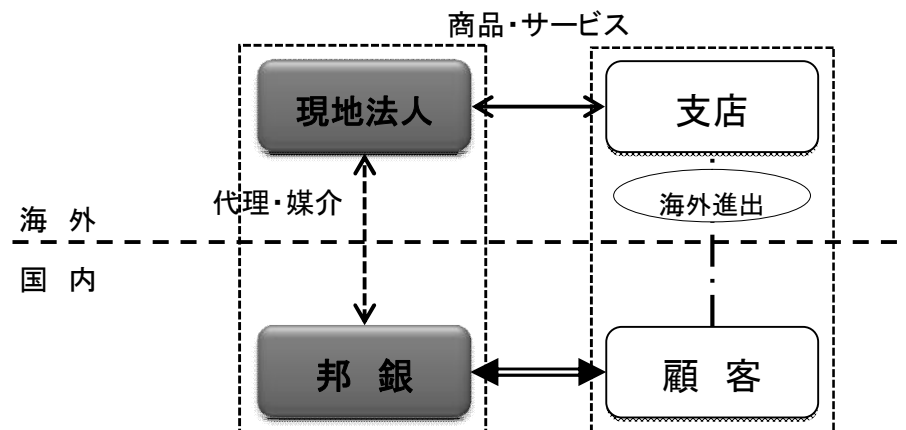 商品・サービス
現地法人
支店
代理・媒介
海外進出
海 外
国 内
邦 銀
顧 客